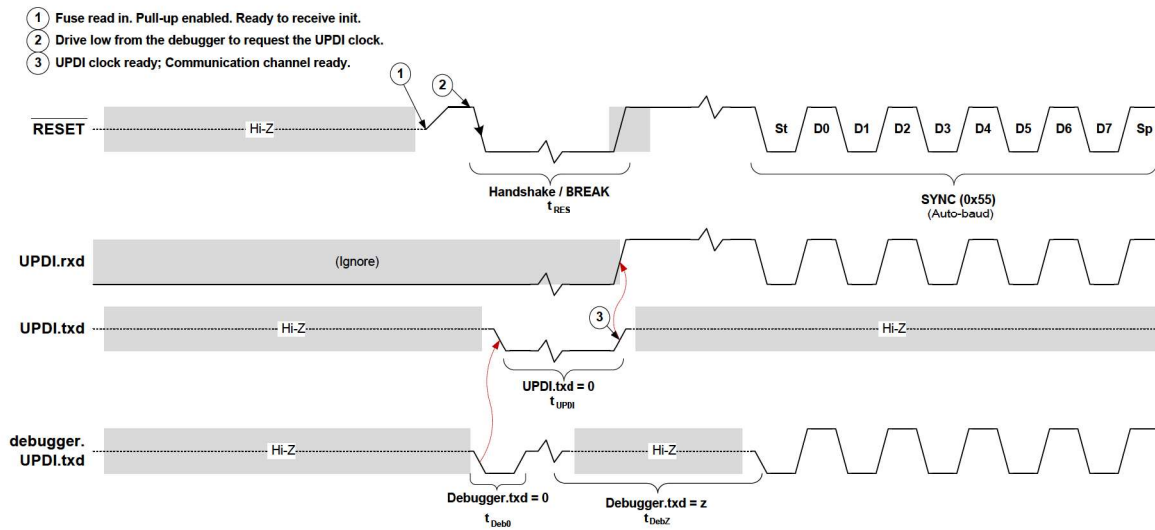 1 Fuse read in. Pull-up enabled. Ready to receive init.
2 Drive low from the debugger to request the UPDI clock.
3 UPDI clock ready; Communication channel ready.
1
2
RESET
Hi-Z
St D0 D1 D2 D3 D4 D5 D6 D7 Sp
Handshake / BREAK
tRES
SYNC (0x55)
(Auto-baud)
UPDI.rxd
(Ignore)
UPDI.txd
Hi-Z
3
Hi-Z
UPDI.txd = 0
tUPDI
debugger.
UPDI.txd
Hi-Z
Hi-Z
Debugger.txd = 0
tDeb0
Debugger.txd = z
tDebZ